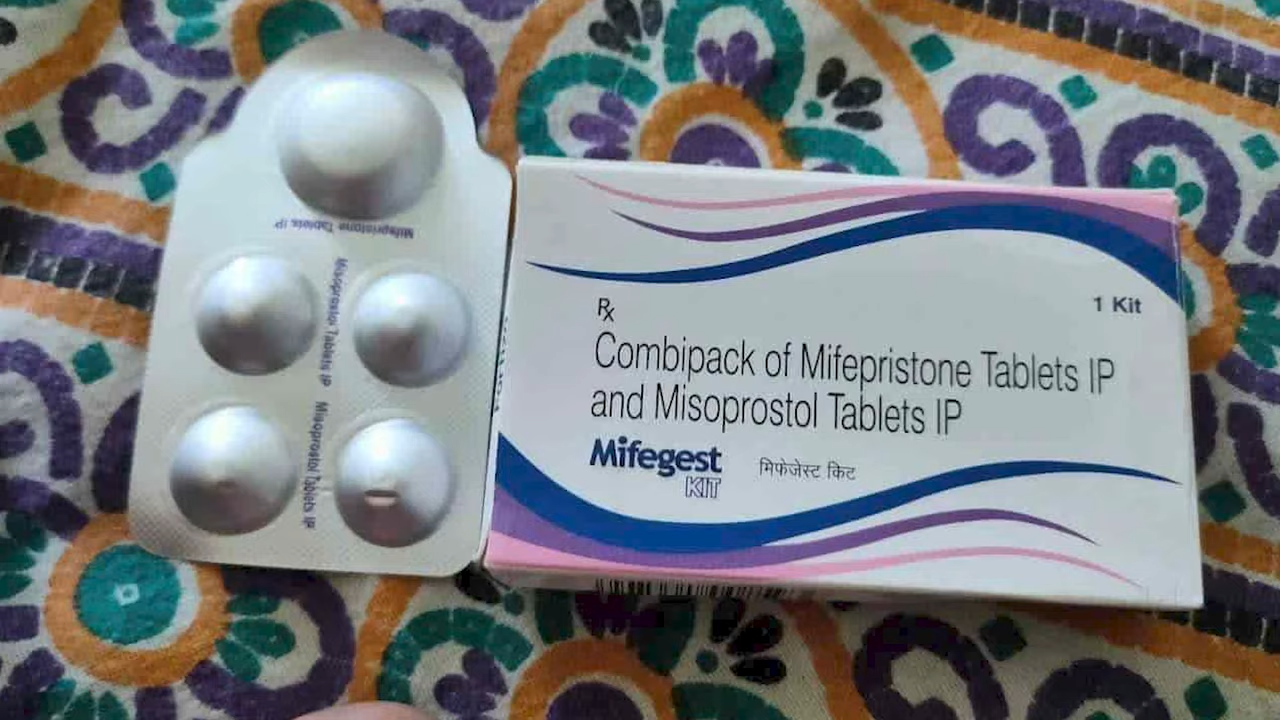 Mifepristone Tablets IP
Misoprostol Tablets IP
Misoprostol Tablets IP
Rx
1 Kit
Combipack of Mifepristone Tablets IP
and Misoprostol Tablets IP
Mifegest
KIT
मिफेजेस्ट किट